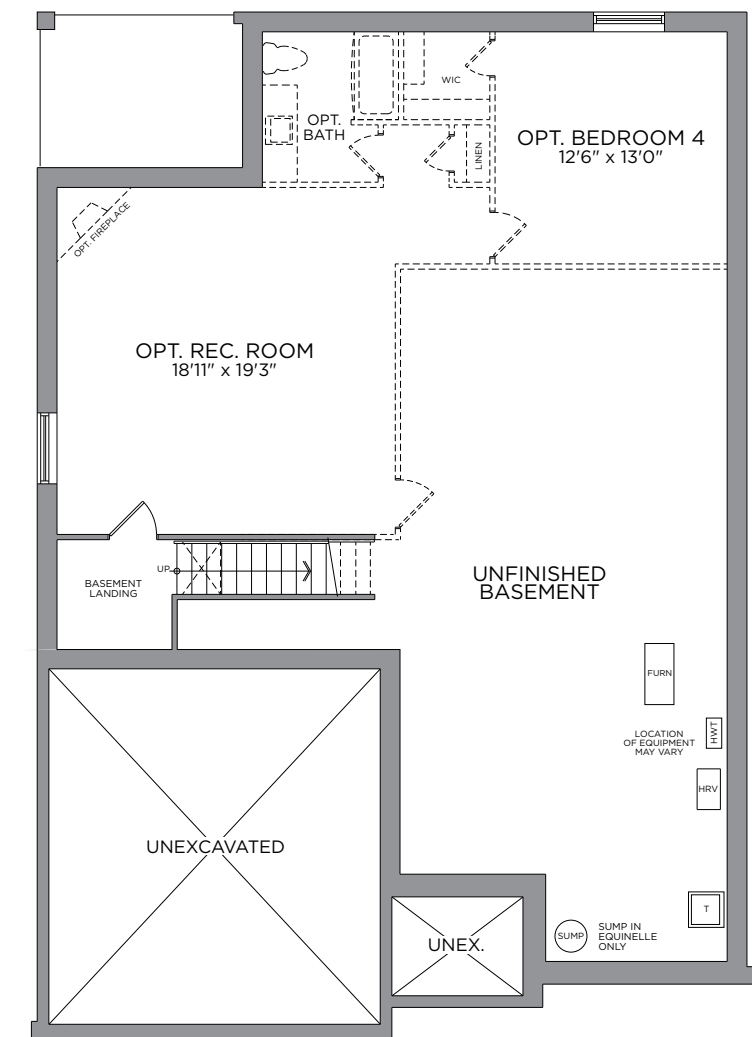 WIC
OPT.
BATH
LINEN
OPT. BEDROOM 4
12'6" x 13'0"
OPT. FIREPLACE
OPT. REC. ROOM
18'11" x 19'3"
UP
BASEMENT
LANDING
UNFINISHED
BASEMENT
FURN
LOCATION
OF EQUIPMENT
MAY VARY
HWT
HRV
UNEXCAVATED
T
UNEX.
SUMP
SUMP IN
EQUINELLE
ONLY